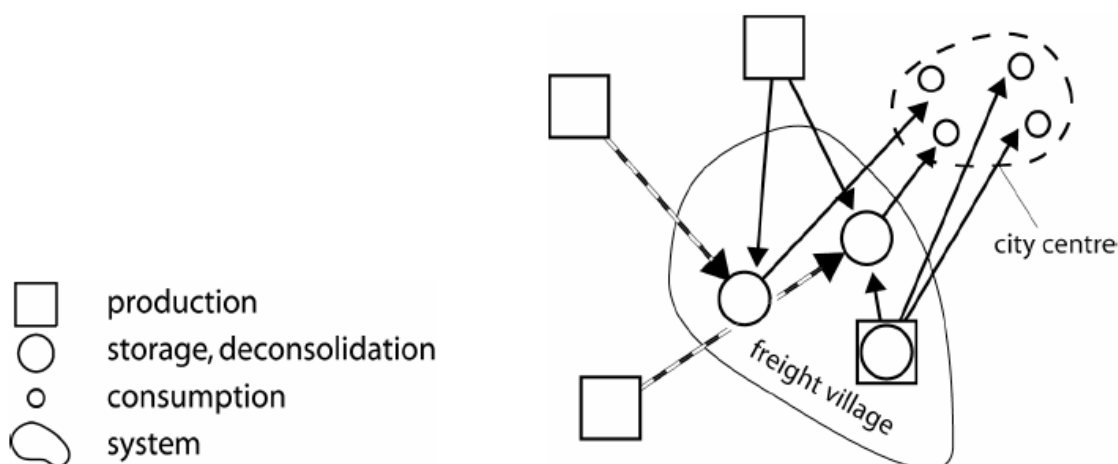 production
storage, deconsolidation
consumption
system
city centre
freight village